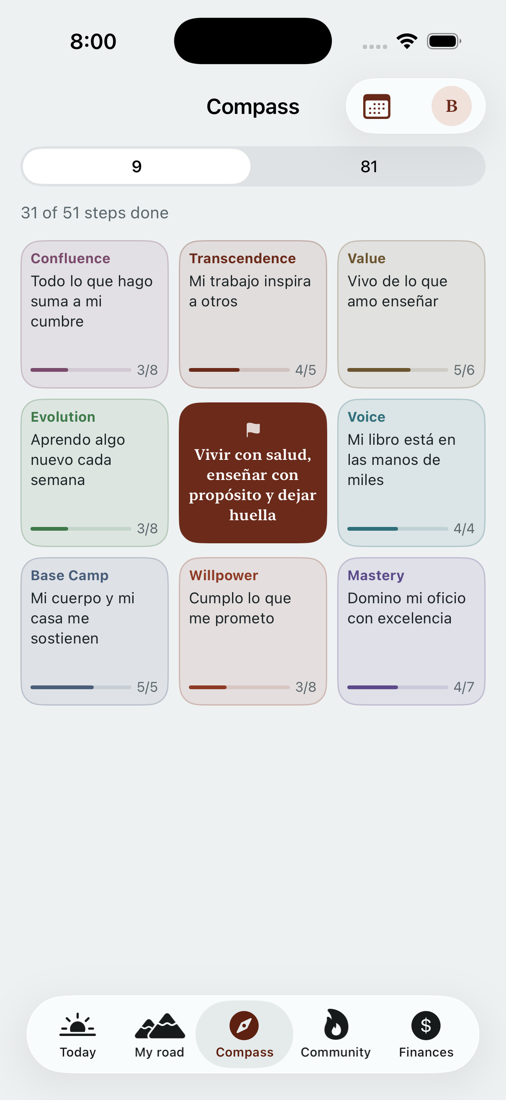 8:00
Compass
B
9
81
31 of 51 steps done
Confluence
Todo lo que hago
suma a mi
cumbre
3/8
Transcendence
Mi trabajo inspira
a otros
4/5
Value
Vivo de lo que
amo enseñar
5/6
Evolution
Aprendo algo
nuevo cada
semana
3/8
Vivir con salud,
enseñar con
propósito y dejar
huella
Voice
Mi libro está en
las manos de
miles
4/4
Base Camp
Mi cuerpo y mi
casa me
sostienen
5/5
Willpower
Cumplo lo que
me prometo
3/8
Mastery
Domino mi oficio
con excelencia
4/7
Today
My road
Compass
Community
Finances